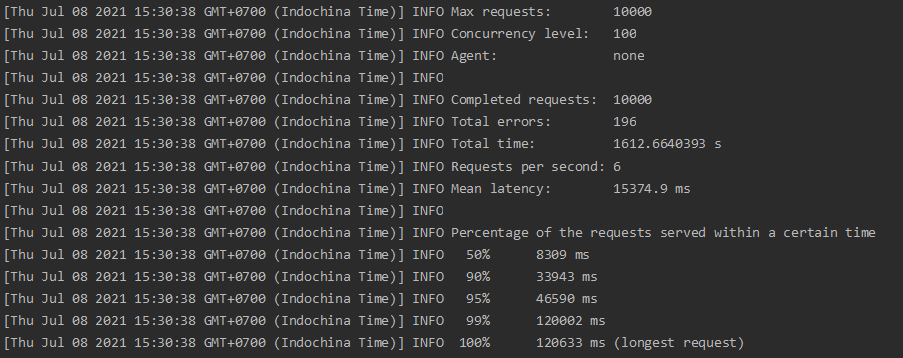 [Thu Jul 08 2021 15:30:38 GMT+0700 (Indochina Time)] INFO Max requests:        10000
[Thu Jul 08 2021 15:30:38 GMT+0700 (Indochina Time)] INFO Concurrency level:   100
[Thu Jul 08 2021 15:30:38 GMT+0700 (Indochina Time)] INFO Agent:               none
[Thu Jul 08 2021 15:30:38 GMT+0700 (Indochina Time)] INFO
[Thu Jul 08 2021 15:30:38 GMT+0700 (Indochina Time)] INFO Completed requests:  10000
[Thu Jul 08 2021 15:30:38 GMT+0700 (Indochina Time)] INFO Total errors:        196
[Thu Jul 08 2021 15:30:38 GMT+0700 (Indochina Time)] INFO Total time:          1612.6640393 s
[Thu Jul 08 2021 15:30:38 GMT+0700 (Indochina Time)] INFO Requests per second: 6
[Thu Jul 08 2021 15:30:38 GMT+0700 (Indochina Time)] INFO Mean latency:        15374.9 ms
[Thu Jul 08 2021 15:30:38 GMT+0700 (Indochina Time)] INFO
[Thu Jul 08 2021 15:30:38 GMT+0700 (Indochina Time)] INFO Percentage of the requests served within a certain time
[Thu Jul 08 2021 15:30:38 GMT+0700 (Indochina Time)] INFO   50%      8309 ms
[Thu Jul 08 2021 15:30:38 GMT+0700 (Indochina Time)] INFO   90%      33943 ms
[Thu Jul 08 2021 15:30:38 GMT+0700 (Indochina Time)] INFO   95%      46590 ms
[Thu Jul 08 2021 15:30:38 GMT+0700 (Indochina Time)] INFO   99%      120002 ms
[Thu Jul 08 2021 15:30:38 GMT+0700 (Indochina Time)] INFO  100%      120633 ms (longest request)